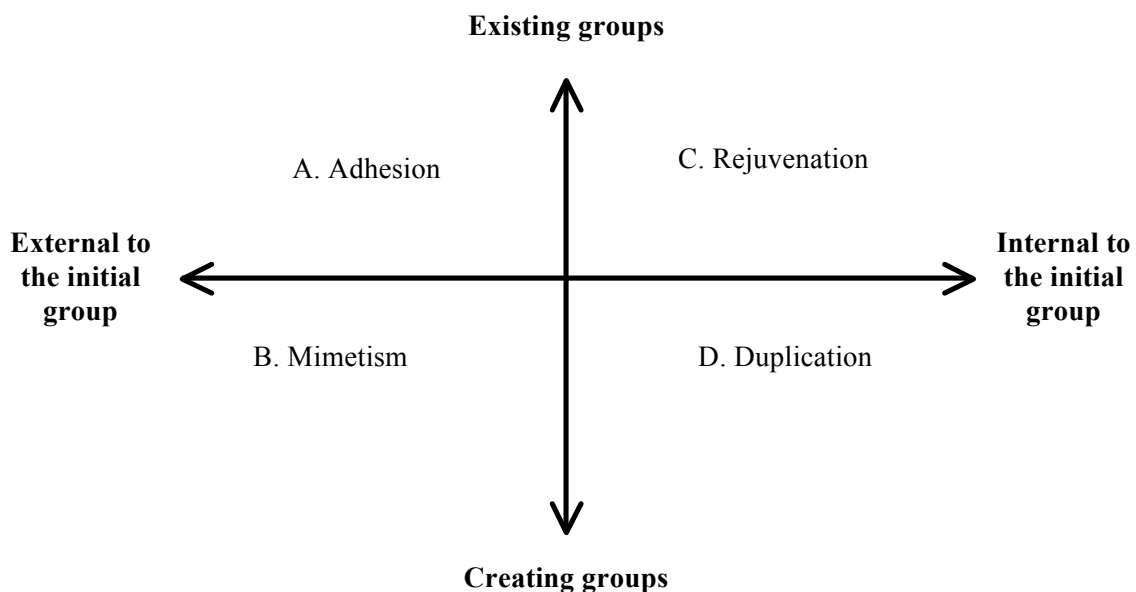 Existing groups
A. Adhesion
C. Rejuvenation
External to
the initial
group
Internal to
the initial
group
B. Mimetism
D. Duplication
Creating groups